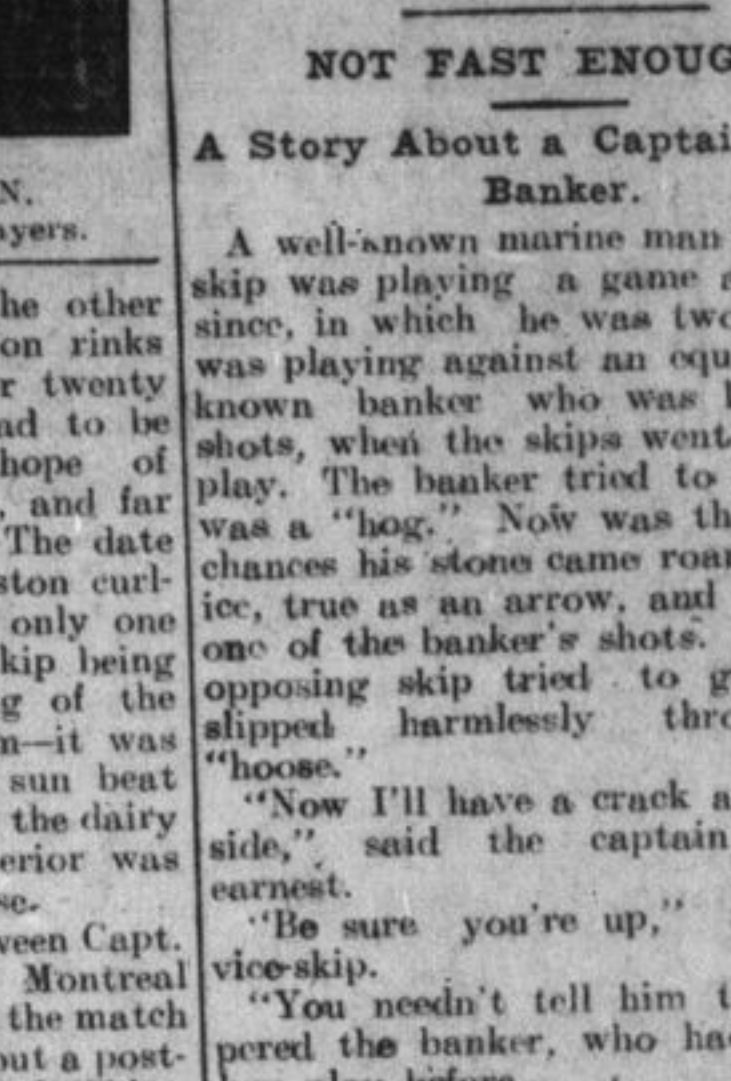 N.
ayers.
he other
on rinks
r twenty
ad to be
hope of
, and far
The date
ston curl-
only one
kip being
g of the
m—it was
sun beat
the dairy
erior was
se.
ween Capt.
Montreal
the match
out a post-
NOT FAST ENOUG
A Story About a Captai
Banker.
A well-known marine man
skip was playing a game a
since, in which he was two
was playing against an equ
known banker who was
shots, when the skips went
play. The banker tried to
was a "hog." Now was th
chances his stone came roar
ice, true as an arrow, and
one of the banker's shots.
opposing skip tried to g
slipped harmlessly thro
"hoose."
"Now I'll have a crack a
side," said the captain
earnest.
"Be sure you're up,"
vice-skip.
"You needn't tell him t
pered the banker, who ha
play before